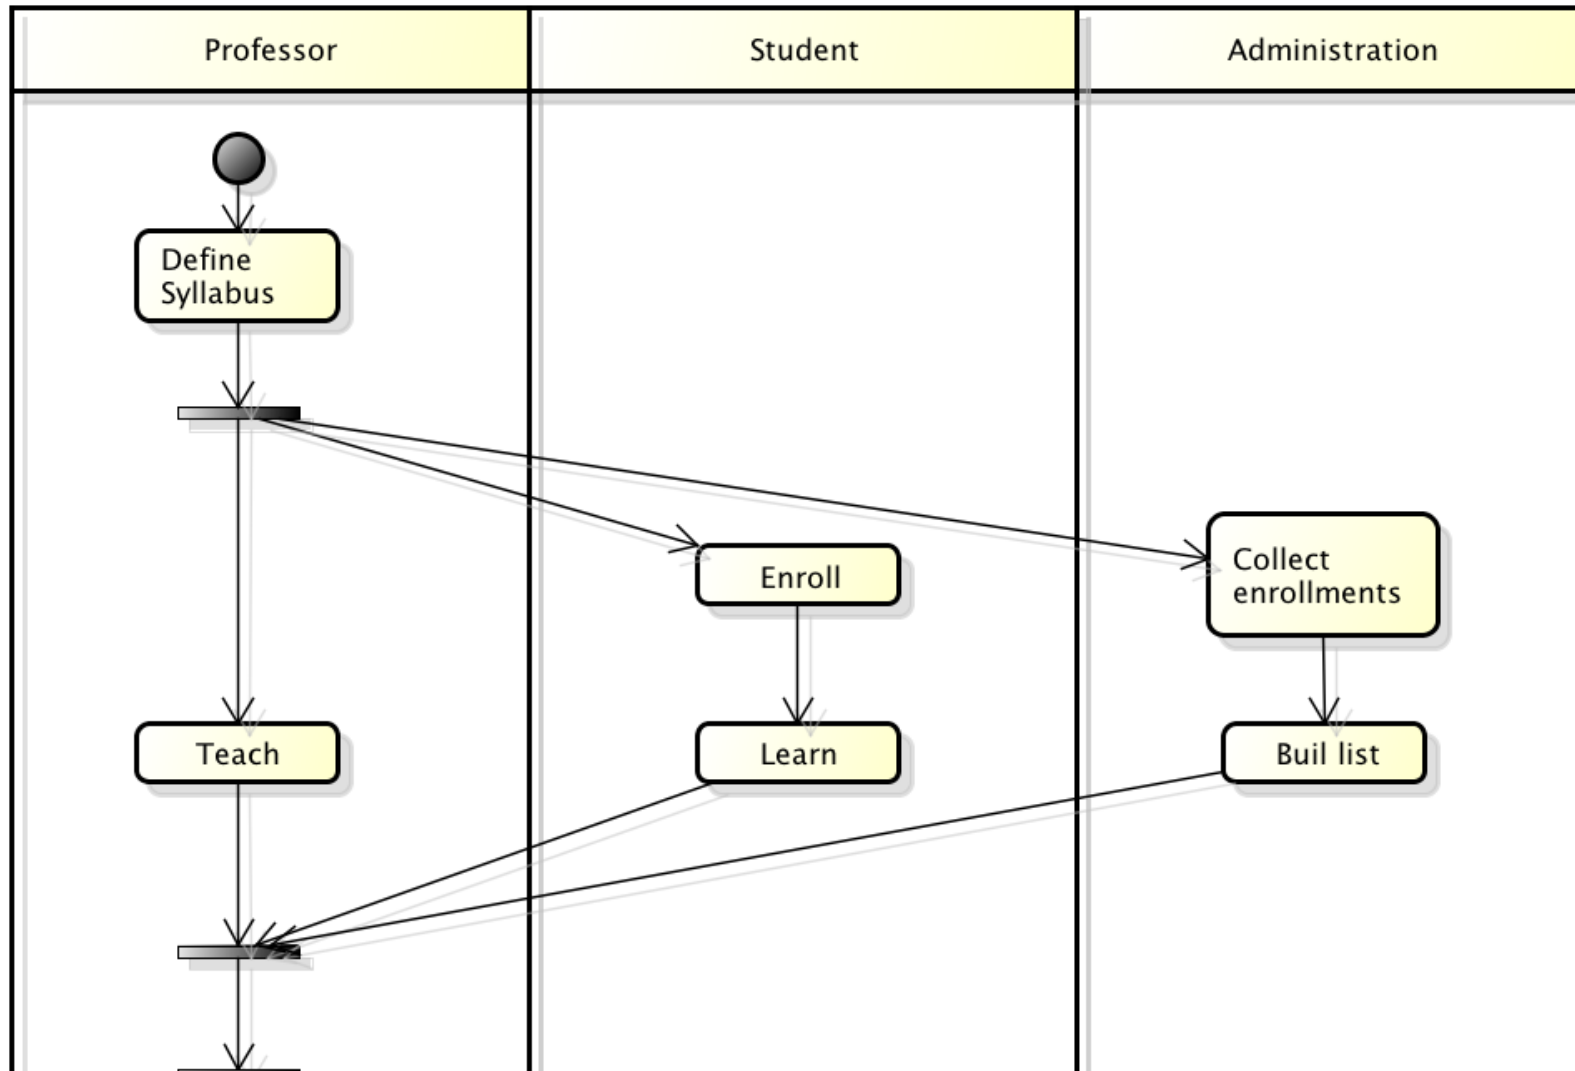 Professor
Student
Administration
Define
Syllabus
Enroll
Collect
enrollments
Teach
Learn
Buil list